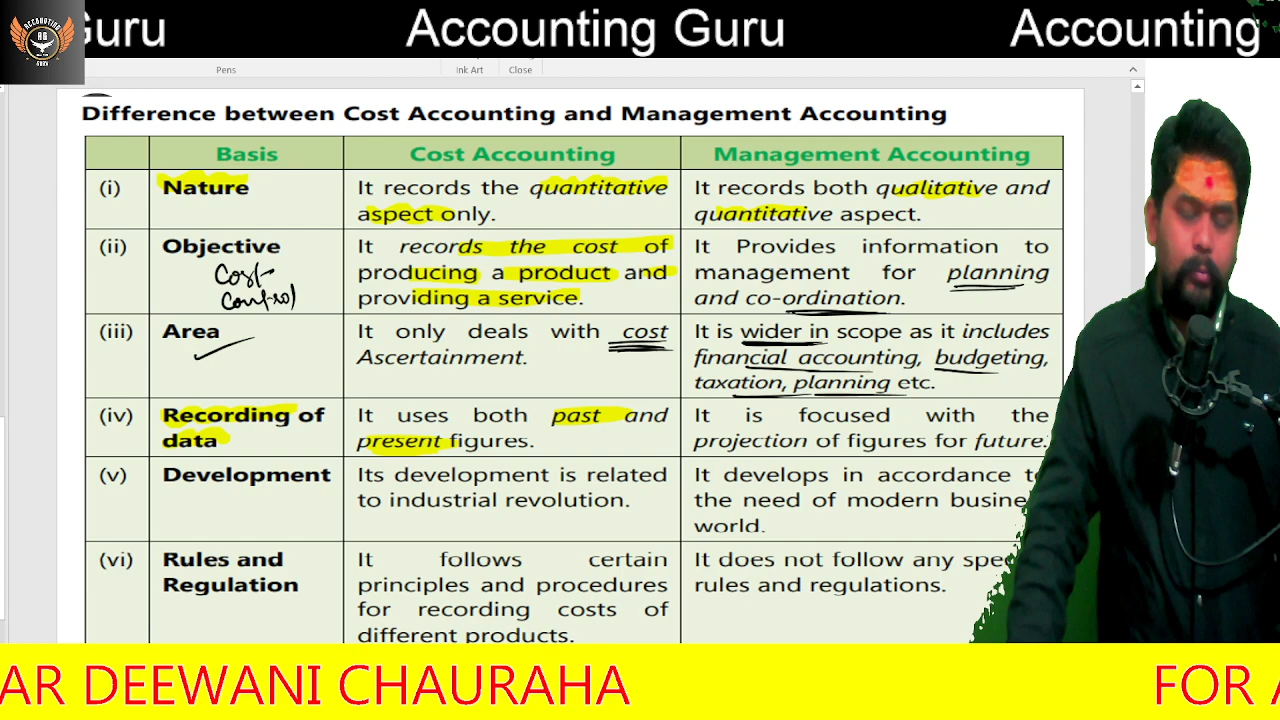 Guru
Accounting Guru
Accounting
ACCOUNTING
AG
GURU
Pens
Ink Art
Close
Difference between Cost Accounting and Management Accounting
Basis
Cost Accounting
Management Accounting
(i)
Nature
It records the quantitative
aspect only.
It records both qualitative and
quantitative aspect.
(ii)
Objective
Cost
Control
It records the cost of
producing a product and
providing a service.
It Provides information to
management for planning
and co-ordination.
(iii)
Area
It only deals with cost
Ascertainment.
It is wider in scope as it includes
financial accounting, budgeting,
taxation, planning etc.
(iv)
Recording of
data
It uses both past and
present figures.
It is focused with the
projection of figures for future.
(v)
Development
Its development is related
to industrial revolution.
It develops in accordance
the need of modern
world.
(vi)
Rules and
Regulation
It follows certain
principles and procedures
for recording costs of
different products.
It does not follow any
rules and regulations.
AR DEEWANI CHAURAHA
FOR